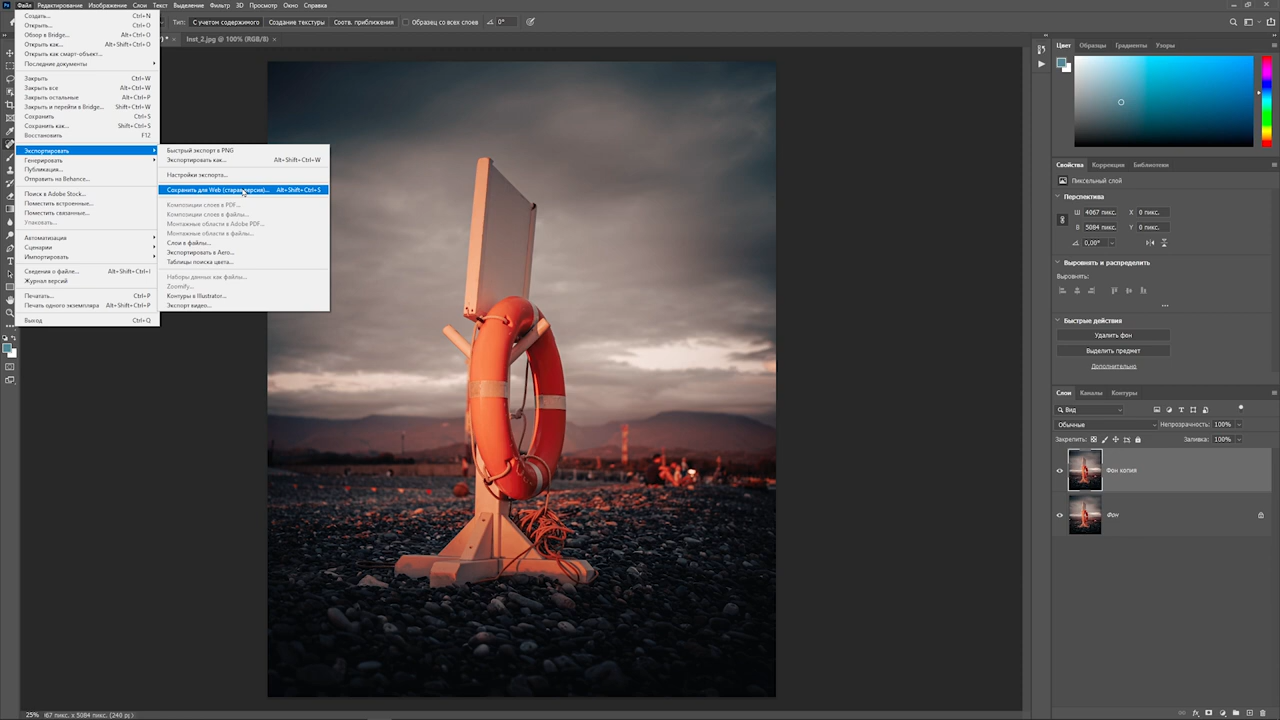 Ps Файл Редактирование Изображение Слои Текст Выделение Фильтр 3D Просмотр Окно Справка
Тип: С учетом содержимого Создание текстуры Соотв. приближения Образец со всех слоев 0°
Inst_2.jpg @ 100% (RGB/8) ×
Создать... Ctrl+N
Открыть... Ctrl+O
Обзор в Bridge... Alt+Ctrl+O
Открыть как... Alt+Shift+Ctrl+O
Открыть как смарт-объект...
Последние документы
Закрыть Ctrl+W
Закрыть все Alt+Ctrl+W
Закрыть остальные Alt+Ctrl+P
Закрыть и перейти в Bridge... Shift+Ctrl+W
Сохранить Ctrl+S
Сохранить как... Shift+Ctrl+S
Восстановить F12
Экспортировать
Генерировать
Публикация...
Отправить на Behance...
Поиск в Adobe Stock...
Поместить встроенные...
Поместить связанные...
Упаковать...
Автоматизация
Сценарии
Импортировать
Сведения о файле... Alt+Shift+Ctrl+I
Журнал версий
Печатать... Ctrl+P
Печать одного экземпляра Alt+Shift+Ctrl+P
Выход Ctrl+Q
Быстрый экспорт в PNG
Экспортировать как... Alt+Shift+Ctrl+W
Настройки экспорта...
Сохранить для Web (старая версия)... Alt+Shift+Ctrl+S
Композиции слоев в PDF...
Композиции слоев в файлы...
Монтажные области в Adobe PDF...
Монтажные области в файлы...
Слои в файлы...
Экспортировать в Aero...
Таблицы поиска цвета...
Наборы данных как файлы...
Zoomify...
Контуры в Illustrator...
Экспорт видео...
Цвет Образцы Градиенты Узоры
Свойства Коррекция Библиотеки
Пиксельный слой
Перспектива
Ш 4067 пикс. X 0 пикс.
В 5084 пикс. Y 0 пикс.
0,00°
Выровнять и распределить
Выровнять:
...
Быстрые действия
Удалить фон
Выделить предмет
Дополнительно
Слои Каналы Контуры
Вид
Обычные Непрозрачность: 100%
Закрепить: Заливка: 100%
Фон копия
Фон
25% 067 пикс. x 5084 пикс. (240 ppi)